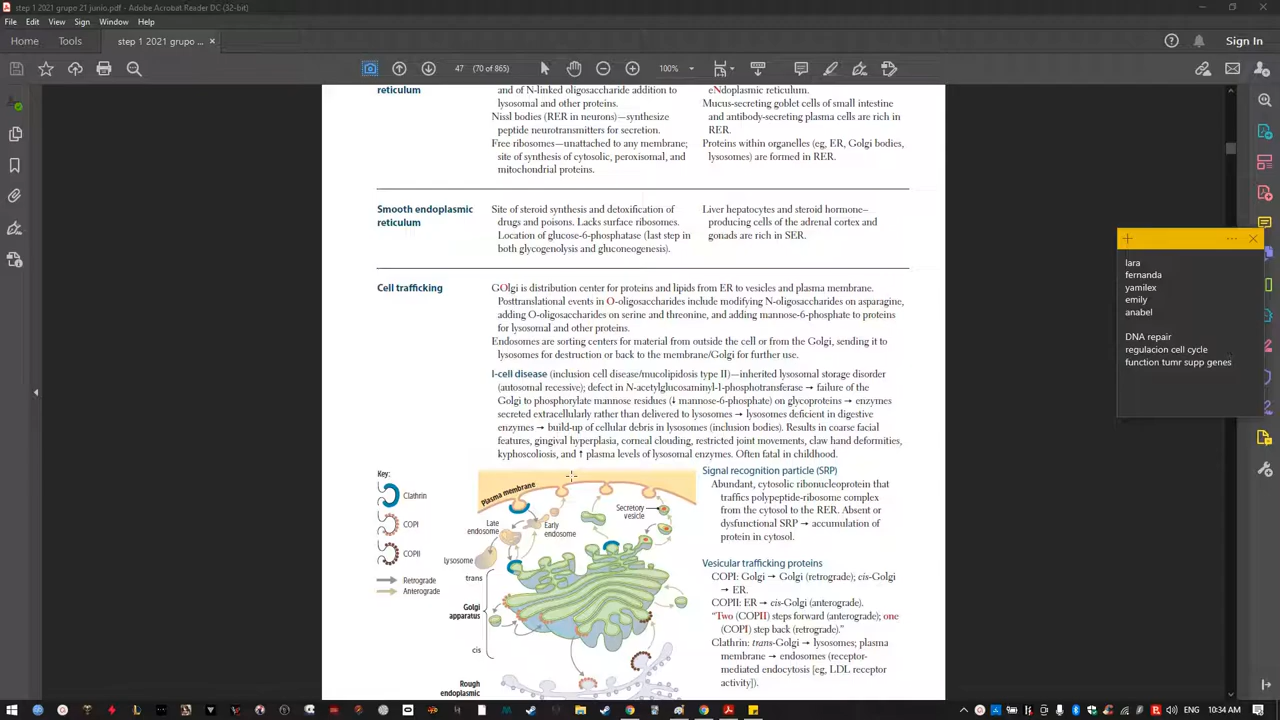 step 1 2021 grupo 21 junio.pdf - Adobe Acrobat Reader DC (32-bit)
File Edit View Sign Window Help
Home Tools step 1 2021 grupo ... × Sign In
47 (70 of 865) 100%
reticulum
and of N-linked oligosaccharide addition to
lysosomal and other proteins.
Nissl bodies (RER in neurons)—synthesize
peptide neurotransmitters for secretion.
Free ribosomes—unattached to any membrane;
site of synthesis of cytosolic, peroxisomal, and
mitochondrial proteins.
eNdoplasmic reticulum.
Mucus-secreting goblet cells of small intestine
and antibody-secreting plasma cells are rich in
RER.
Proteins within organelles (eg, ER, Golgi bodies,
lysosomes) are formed in RER.
Smooth endoplasmic
reticulum
Site of steroid synthesis and detoxification of
drugs and poisons. Lacks surface ribosomes.
Location of glucose-6-phosphatase (last step in
both glycogenolysis and gluconeogenesis).
Liver hepatocytes and steroid hormone–
producing cells of the adrenal cortex and
gonads are rich in SER.
Cell trafficking
GOlgi is distribution center for proteins and lipids from ER to vesicles and plasma membrane.
Posttranslational events in O-oligosaccharides include modifying N-oligosaccharides on asparagine,
adding O-oligosaccharides on serine and threonine, and adding mannose-6-phosphate to proteins
for lysosomal and other proteins.
Endosomes are sorting centers for material from outside the cell or from the Golgi, sending it to
lysosomes for destruction or back to the membrane/Golgi for further use.
I-cell disease (inclusion cell disease/mucolipidosis type II)—inherited lysosomal storage disorder
(autosomal recessive); defect in N-acetylglucosaminyl-1-phosphotransferase → failure of the
Golgi to phosphorylate mannose residues (↓ mannose-6-phosphate) on glycoproteins → enzymes
secreted extracellularly rather than delivered to lysosomes → lysosomes deficient in digestive
enzymes → build-up of cellular debris in lysosomes (inclusion bodies). Results in coarse facial
features, gingival hyperplasia, corneal clouding, restricted joint movements, claw hand deformities,
kyphoscoliosis, and ↑ plasma levels of lysosomal enzymes. Often fatal in childhood.
Key:
Clathrin
COPI
COPII
Retrograde
Anterograde
Plasma membrane
Late
endosome
Early
endosome
Secretory
vesicle
Lysosome
trans
Golgi
apparatus
cis
Rough
endoplasmic
Signal recognition particle (SRP)
Abundant, cytosolic ribonucleoprotein that
traffics polypeptide-ribosome complex
from the cytosol to the RER. Absent or
dysfunctional SRP → accumulation of
protein in cytosol.
Vesicular trafficking proteins
COPI: Golgi → Golgi (retrograde); cis-Golgi
→ ER.
COPII: ER → cis-Golgi (anterograde).
“Two (COPII) steps forward (anterograde); one
(COPI) step back (retrograde).”
Clathrin: trans-Golgi → lysosomes; plasma
membrane → endosomes (receptor-
mediated endocytosis [eg, LDL receptor
activity]).
lara
fernanda
yamilex
emily
anabel
DNA repair
regulacion cell cycle
function tumr supp genes
ENG 10:34 AM